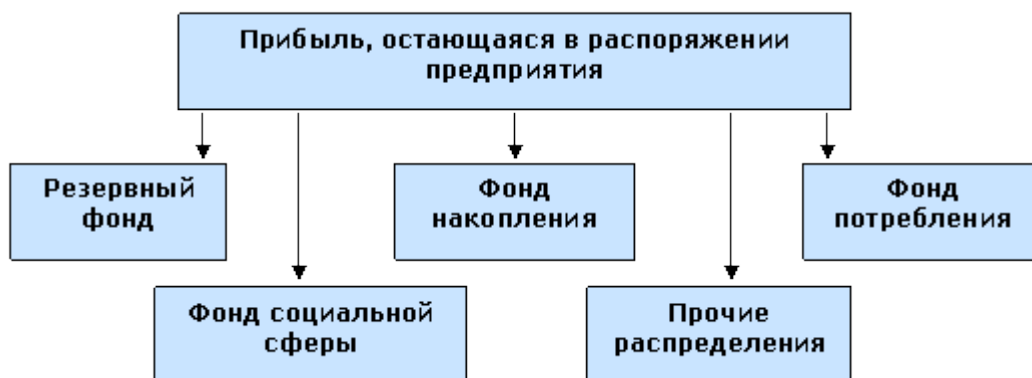 Прибыль, остающаяся в распоряжении
предприятия
Резервный
фонд
Фонд
накопления
Фонд
потребления
Фонд социальной
сферы
Прочие
распределения